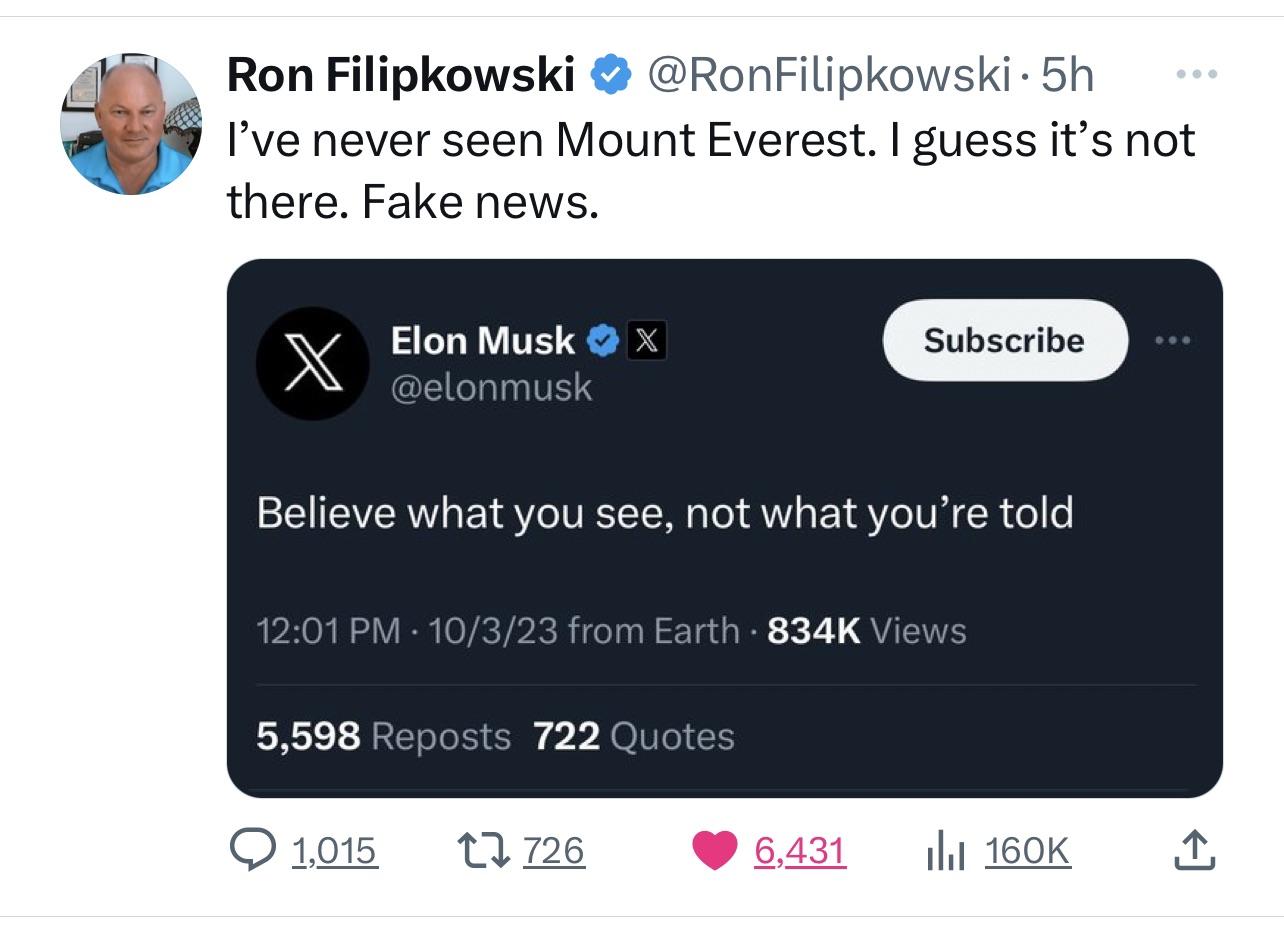 Ron Filipkowski @RonFilipkowski · 5h
I’ve never seen Mount Everest. I guess it’s not
there. Fake news.
Elon Musk
@elonmusk
Subscribe
Believe what you see, not what you’re told
12:01 PM · 10/3/23 from Earth · 834K Views
5,598 Reposts 722 Quotes
1,015 726 6,431 160K